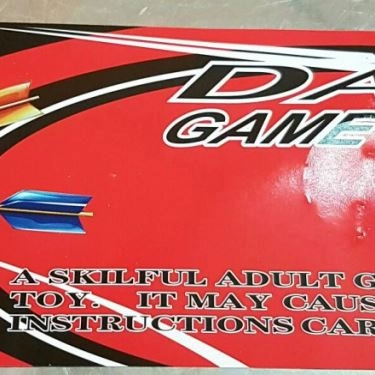 DA
GAME
A SKILFUL ADULT G
TOY. IT MAY CAUS
INSTRUCTIONS CAR